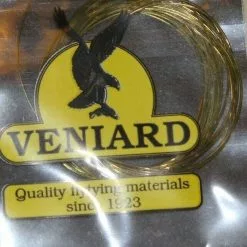 VENIARD
Quality flytying materials
since 1923